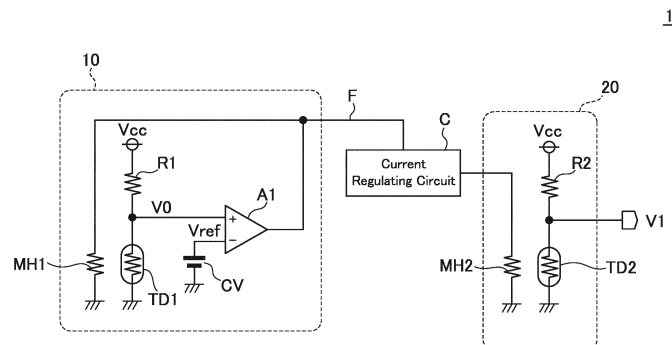 1
10
20
F
C
Vcc
Vcc
R1
R2
Current
Regulating Circuit
A1
V0
+
V1
Vref
−
MH1
MH2
TD2
CV
TD1